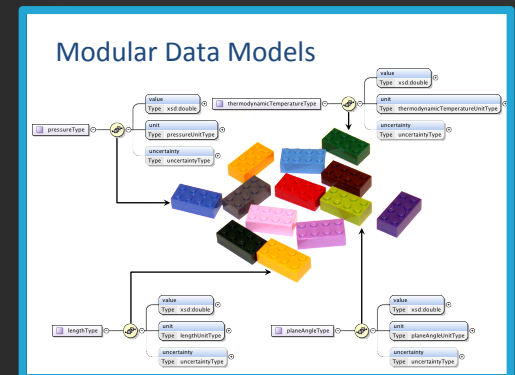 Modular Data Models
pressureType
value
Type xsd:double
unit
Type pressureUnitType
uncertainty
Type uncertaintyType
thermodynamicTemperatureType
value
Type xsd:double
unit
Type thermodynamicTemperatureUnitType
uncertainty
Type uncertaintyType
lengthType
value
Type xsd:double
unit
Type lengthUnitType
uncertainty
Type uncertaintyType
planeAngleType
value
Type xsd:double
unit
Type planeAngleUnitType
uncertainty
Type uncertaintyType